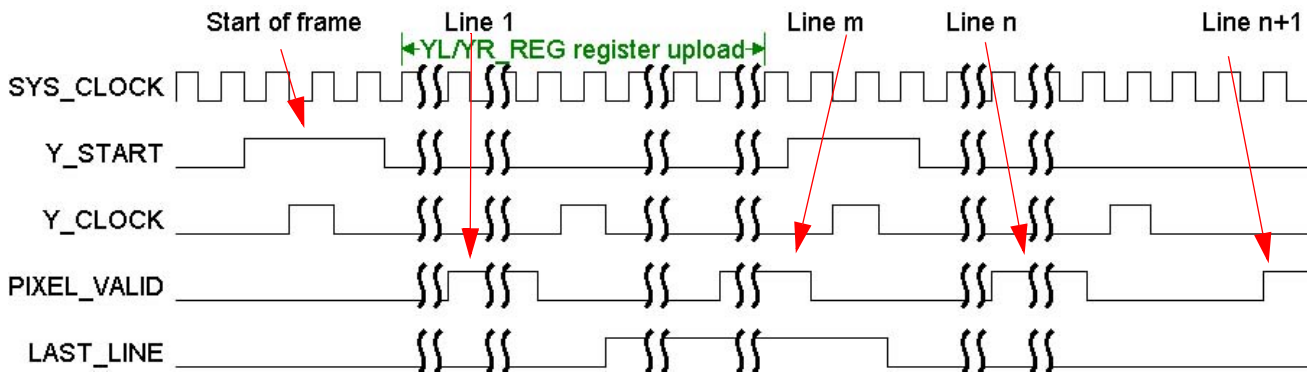 Start of frame
Line 1
Line m
Line n
Line n+1
YL/YR_REG register upload
SYS_CLOCK
Y_START
Y_CLOCK
PIXEL_VALID
LAST_LINE